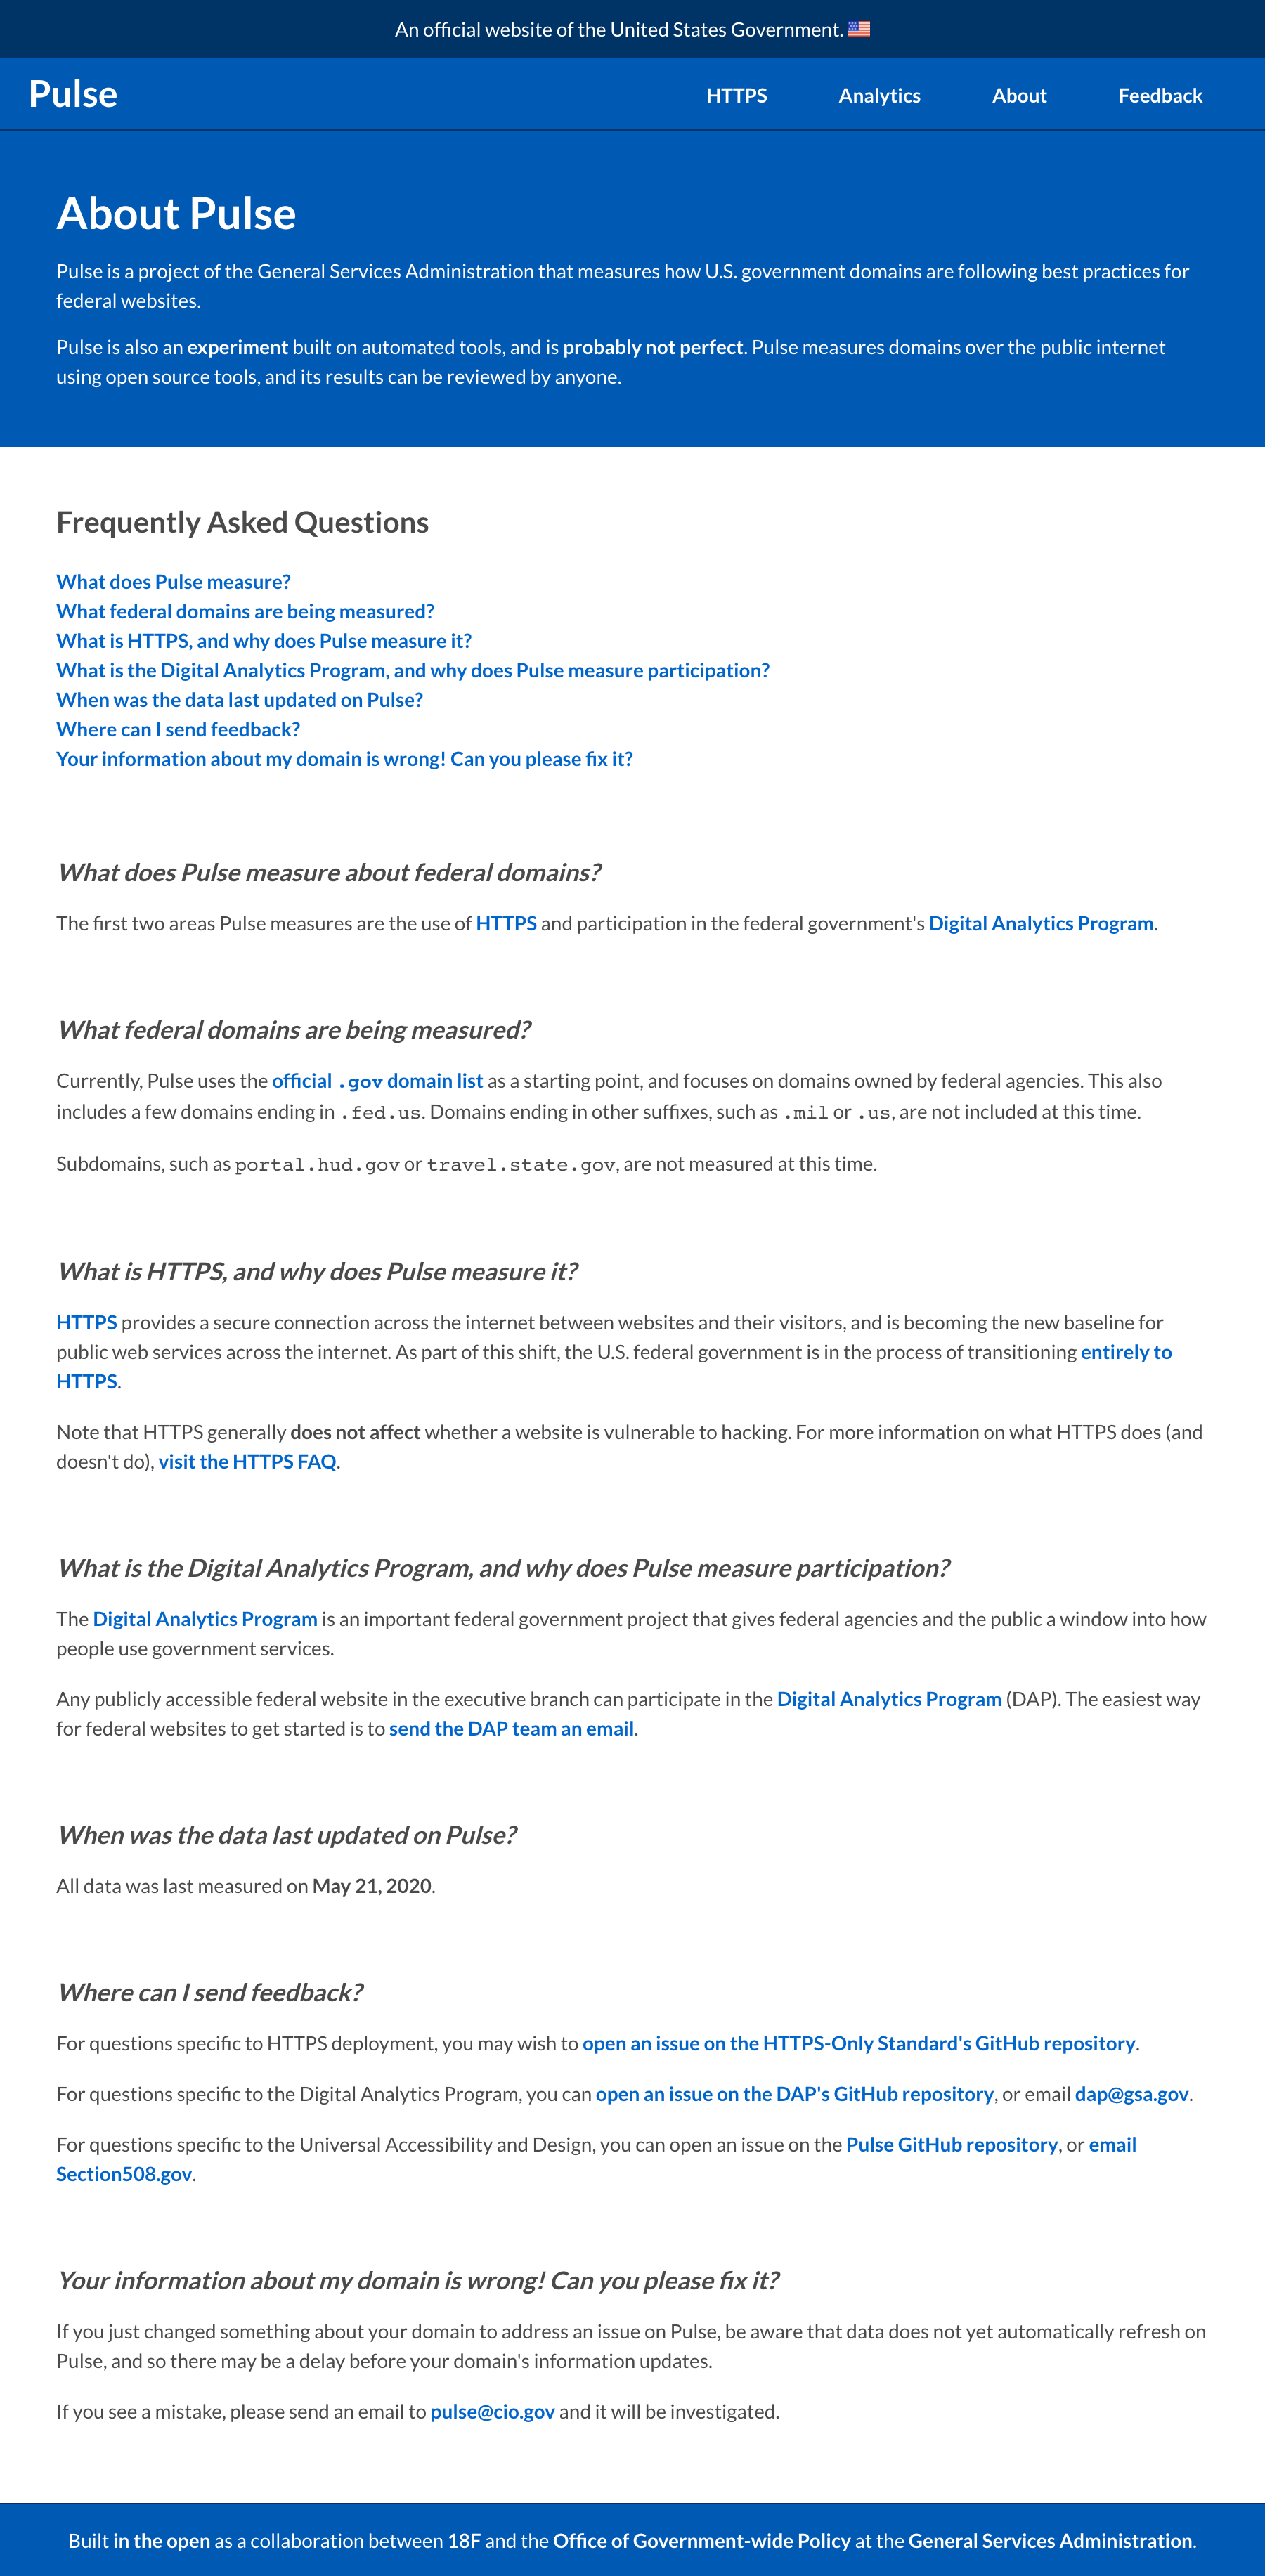 An official website of the United States Government.
Pulse
HTTPS
Analytics
About
Feedback
About Pulse
Pulse is a project of the General Services Administration that measures how U.S. government domains are following best practices for
federal websites.
Pulse is also an experiment built on automated tools, and is probably not perfect. Pulse measures domains over the public internet
using open source tools, and its results can be reviewed by anyone.
Frequently Asked Questions
What does Pulse measure?
What federal domains are being measured?
What is HTTPS, and why does Pulse measure it?
What is the Digital Analytics Program, and why does Pulse measure participation?
When was the data last updated on Pulse?
Where can I send feedback?
Your information about my domain is wrong! Can you please fix it?
What does Pulse measure about federal domains?
The first two areas Pulse measures are the use of HTTPS and participation in the federal government's Digital Analytics Program.
What federal domains are being measured?
Currently, Pulse uses the official .gov domain list as a starting point, and focuses on domains owned by federal agencies. This also
includes a few domains ending in .fed.us. Domains ending in other suffixes, such as .mil or .us, are not included at this time.
Subdomains, such as portal.hud.gov or travel.state.gov, are not measured at this time.
What is HTTPS, and why does Pulse measure it?
HTTPS provides a secure connection across the internet between websites and their visitors, and is becoming the new baseline for
public web services across the internet. As part of this shift, the U.S. federal government is in the process of transitioning entirely to
HTTPS.
Note that HTTPS generally does not affect whether a website is vulnerable to hacking. For more information on what HTTPS does (and
doesn't do), visit the HTTPS FAQ.
What is the Digital Analytics Program, and why does Pulse measure participation?
The Digital Analytics Program is an important federal government project that gives federal agencies and the public a window into how
people use government services.
Any publicly accessible federal website in the executive branch can participate in the Digital Analytics Program (DAP). The easiest way
for federal websites to get started is to send the DAP team an email.
When was the data last updated on Pulse?
All data was last measured on May 21, 2020.
Where can I send feedback?
For questions specific to HTTPS deployment, you may wish to open an issue on the HTTPS-Only Standard's GitHub repository.
For questions specific to the Digital Analytics Program, you can open an issue on the DAP's GitHub repository, or email dap@gsa.gov.
For questions specific to the Universal Accessibility and Design, you can open an issue on the Pulse GitHub repository, or email
Section508.gov.
Your information about my domain is wrong! Can you please fix it?
If you just changed something about your domain to address an issue on Pulse, be aware that data does not yet automatically refresh on
Pulse, and so there may be a delay before your domain's information updates.
If you see a mistake, please send an email to pulse@cio.gov and it will be investigated.
Built in the open as a collaboration between 18F and the Office of Government-wide Policy at the General Services Administration.